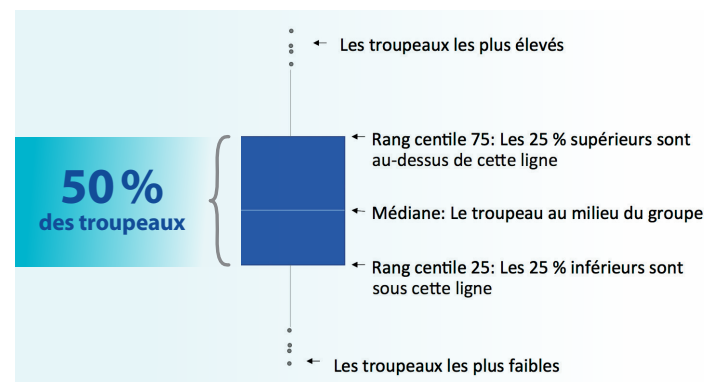 Les troupeaux les plus élevés
Rang centile 75: Les 25 % supérieurs sont
au-dessus de cette ligne
50 %
des troupeaux
Médiane: Le troupeau au milieu du groupe
Rang centile 25: Les 25 % inférieurs sont
sous cette ligne
Les troupeaux les plus faibles